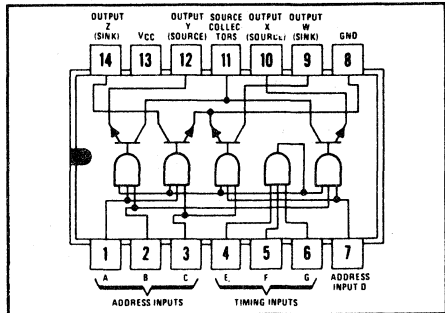 OUTPUT Z (SINK)
VCC
OUTPUT Y (SOURCE)
SOURCE COLLEC TORS
OUTPUT X (SOURCE)
OUTPUT W (SINK)
GND
14 13 12 11 10 9 8
1 2 3 4 5 6 7
A B C E F G
ADDRESS INPUT D
ADDRESS INPUTS
TIMING INPUTS